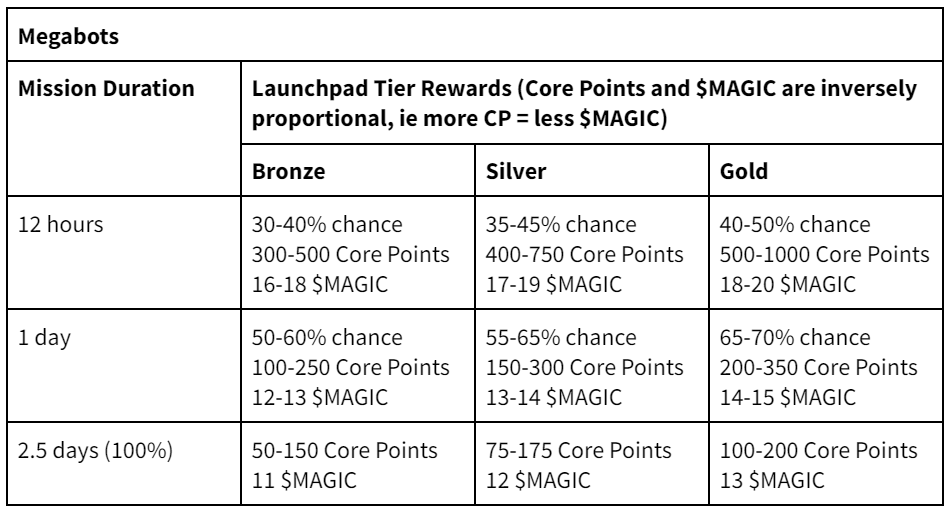 Megabots
Mission Duration
Launchpad Tier Rewards (Core Points and $MAGIC are inversely
proportional, ie more CP = less $MAGIC)
Bronze
Silver
Gold
12 hours
30-40% chance
300-500 Core Points
16-18 $MAGIC
35-45% chance
400-750 Core Points
17-19 $MAGIC
40-50% chance
500-1000 Core Points
18-20 $MAGIC
1 day
50-60% chance
100-250 Core Points
12-13 $MAGIC
55-65% chance
150-300 Core Points
13-14 $MAGIC
65-70% chance
200-350 Core Points
14-15 $MAGIC
2.5 days (100%)
50-150 Core Points
11 $MAGIC
75-175 Core Points
12 $MAGIC
100-200 Core Points
13 $MAGIC